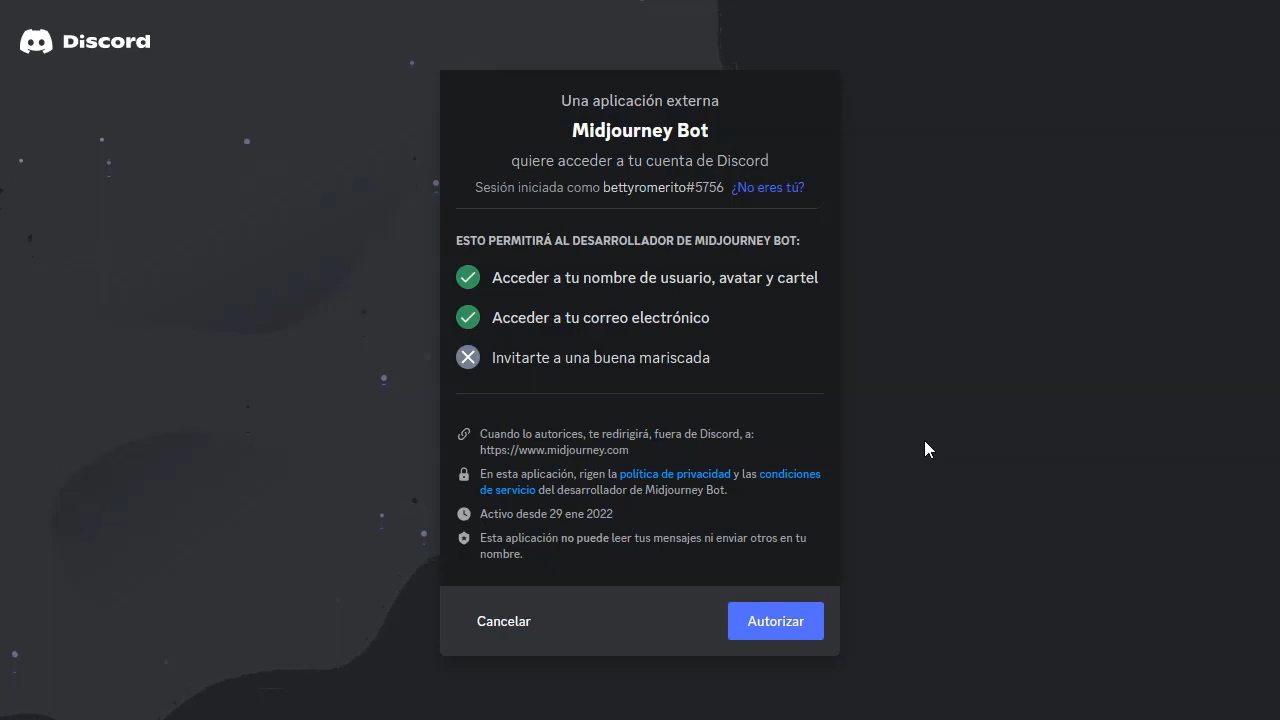 Discord
Una aplicación externa
Midjourney Bot
quiere acceder a tu cuenta de Discord
Sesión iniciada como bettyromerito#5756 ¿No eres tú?
ESTO PERMITIRÁ AL DESARROLLADOR DE MIDJOURNEY BOT:
Acceder a tu nombre de usuario, avatar y cartel
Acceder a tu correo electrónico
Invitarte a una buena mariscada
Cuando lo autorices, te redirigirá, fuera de Discord, a:
https://www.midjourney.com
En esta aplicación, rigen la política de privacidad y las condiciones
de servicio del desarrollador de Midjourney Bot.
Activo desde 29 ene 2022
Esta aplicación no puede leer tus mensajes ni enviar otros en tu
nombre.
Cancelar
Autorizar